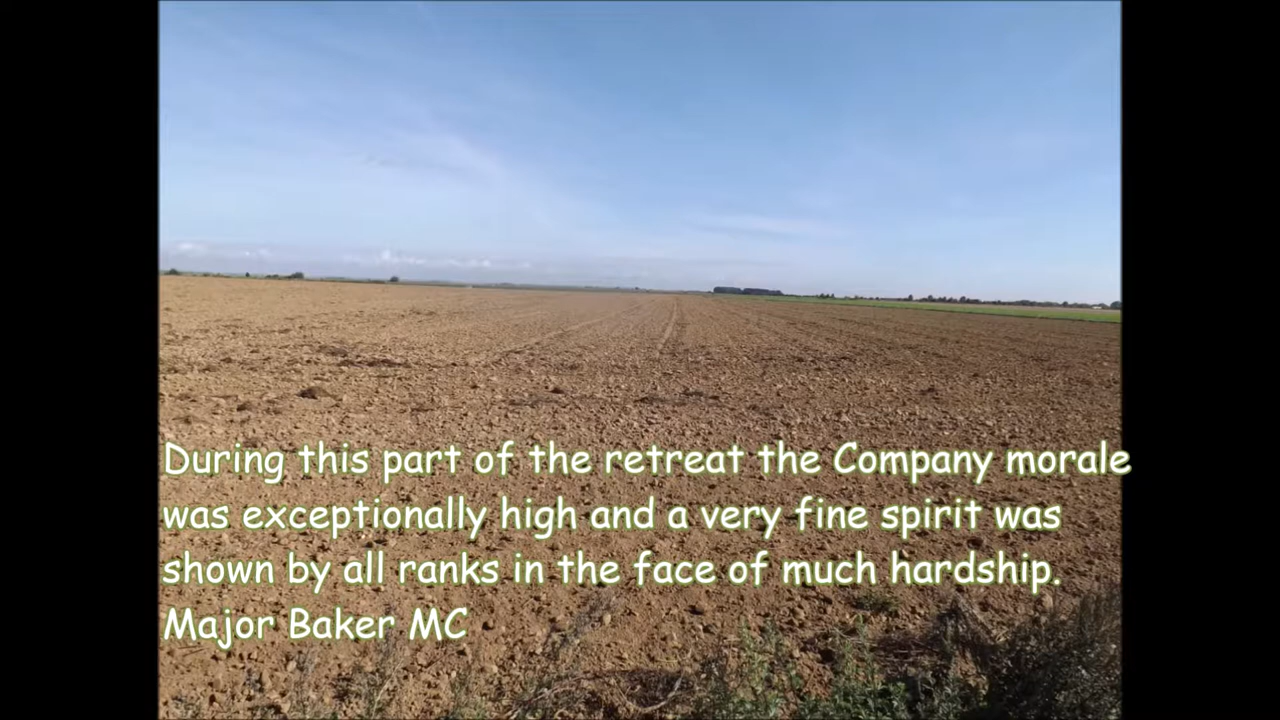 During this part of the retreat the Company morale
was exceptionally high and a very fine spirit was
shown by all ranks in the face of much hardship.
Major Baker MC